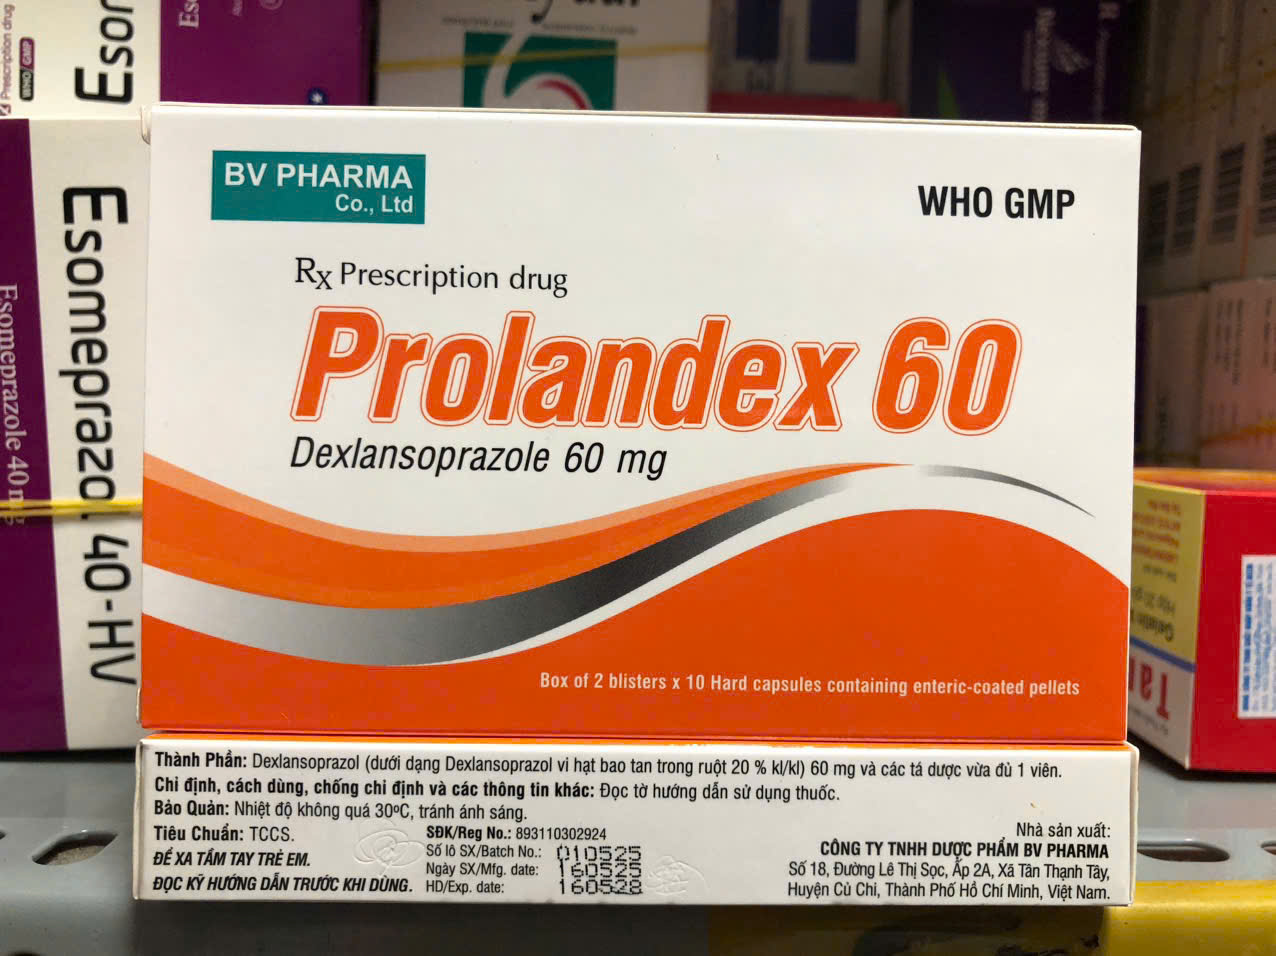 BV PHARMA
Co., Ltd
WHO GMP
Rx Prescription drug
Prolandex 60
Dexlansoprazole 60 mg
Box of 2 blisters x 10 Hard capsules containing enteric-coated pellets
Thành Phần: Dexlansoprazol (dưới dạng Dexlansoprazol vi hạt bao tan trong ruột 20 % kl/kl) 60 mg và các tá dược vừa đủ 1 viên.
Chỉ định, cách dùng, chống chỉ định và các thông tin khác: Đọc tờ hướng dẫn sử dụng thuốc.
Bảo Quản: Nhiệt độ không quá 30ºC, tránh ánh sáng.
Tiêu Chuẩn: TCCS.
ĐỂ XA TẦM TAY TRẺ EM.
ĐỌC KỸ HƯỚNG DẪN TRƯỚC KHI DÙNG.
SĐK/Reg No.: 893110302924
Số lô SX/Batch No.: 010525
Ngày SX/Mfg. date: 160525
HD/Exp. date: 160528
Nhà sản xuất:
CÔNG TY TNHH DƯỢC PHẨM BV PHARMA
Số 18, Đường Lê Thị Sọc, Ấp 2A, Xã Tân Thạnh Tây,
Huyện Củ Chi, Thành Phố Hồ Chí Minh, Việt Nam.
Prescription drug
WHO/GMP
Esomeprazol 40-HV
Esomeprazole 40 mg